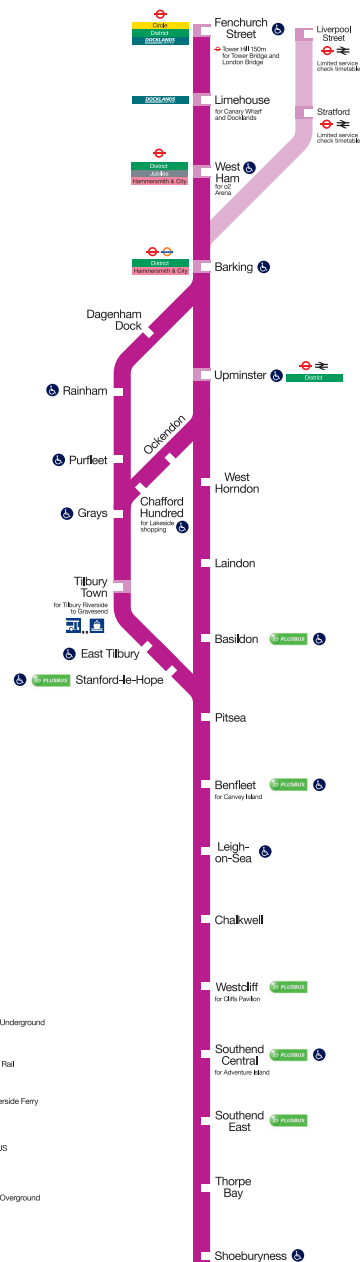 Circle
District
DOCKLANDS
Fenchurch
Street
Tower Hill 150m
for Tower Bridge and
London Bridge
Liverpool
Street
Limited service
check timetable
DOCKLANDS
Limehouse
for Canary Wharf
and Docklands
Stratford
Limited service
check timetable
District
Jubilee
Hammersmith & City
West
Ham
for o2
Arena
District
Hammersmith & City
Barking
Dagenham
Dock
Upminster
District
Rainham
Ockendon
Purfleet
West
Horndon
Chafford
Hundred
for Lakeside
shopping
Grays
Laindon
Tilbury
Town
for Tilbury Riverside
to Gravesend
Basildon
PLUSBUS
East Tilbury
PLUSBUS
Stanford-le-Hope
Pitsea
Benfleet
PLUSBUS
for Canvey Island
Leigh-
on-Sea
Chalkwell
Westcliff
PLUSBUS
for Cliffs Pavilion
Underground
Southend
Central
PLUSBUS
for Adventure Island
Rail
erside Ferry
Southend
East
PLUSBUS
US
Thorpe
Bay
Overground
Shoeburyness